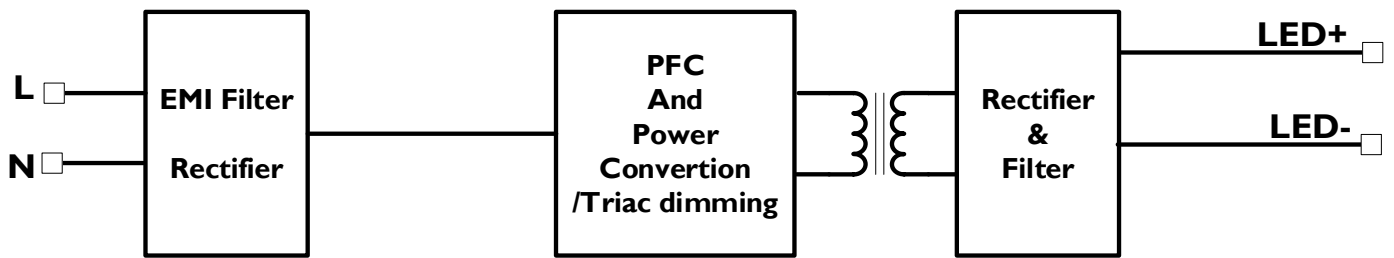 L
N
EMI Filter
Rectifier
PFC
And
Power
Convertion
/Triac dimming
Rectifier
&
Filter
LED+
LED-